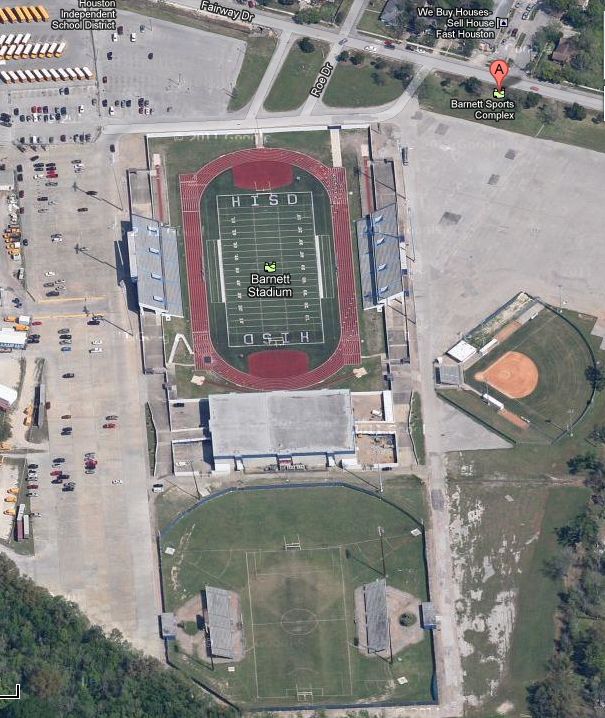 Houston
Independent
School District
Fairway Dr
We Buy Houses-
Sell House
Fast Houston
Roe Dr
A
Barnett Sports
Complex
HISD
Barnett
Stadium
HISD